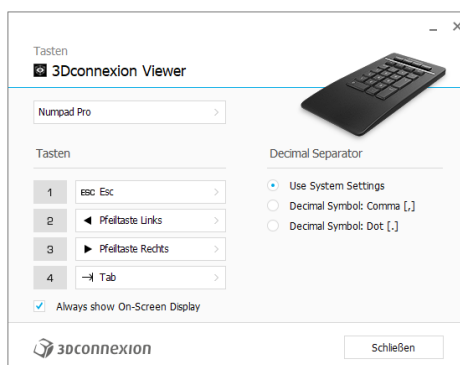 Tasten
3Dconnexion Viewer
Numpad Pro
Tasten
1 ESC Esc
2 Pfeiltaste Links
3 Pfeiltaste Rechts
4 Tab
Always show On-Screen Display
Decimal Separator
Use System Settings
Decimal Symbol: Comma [,]
Decimal Symbol: Dot [.]
3Dconnexion
Schließen